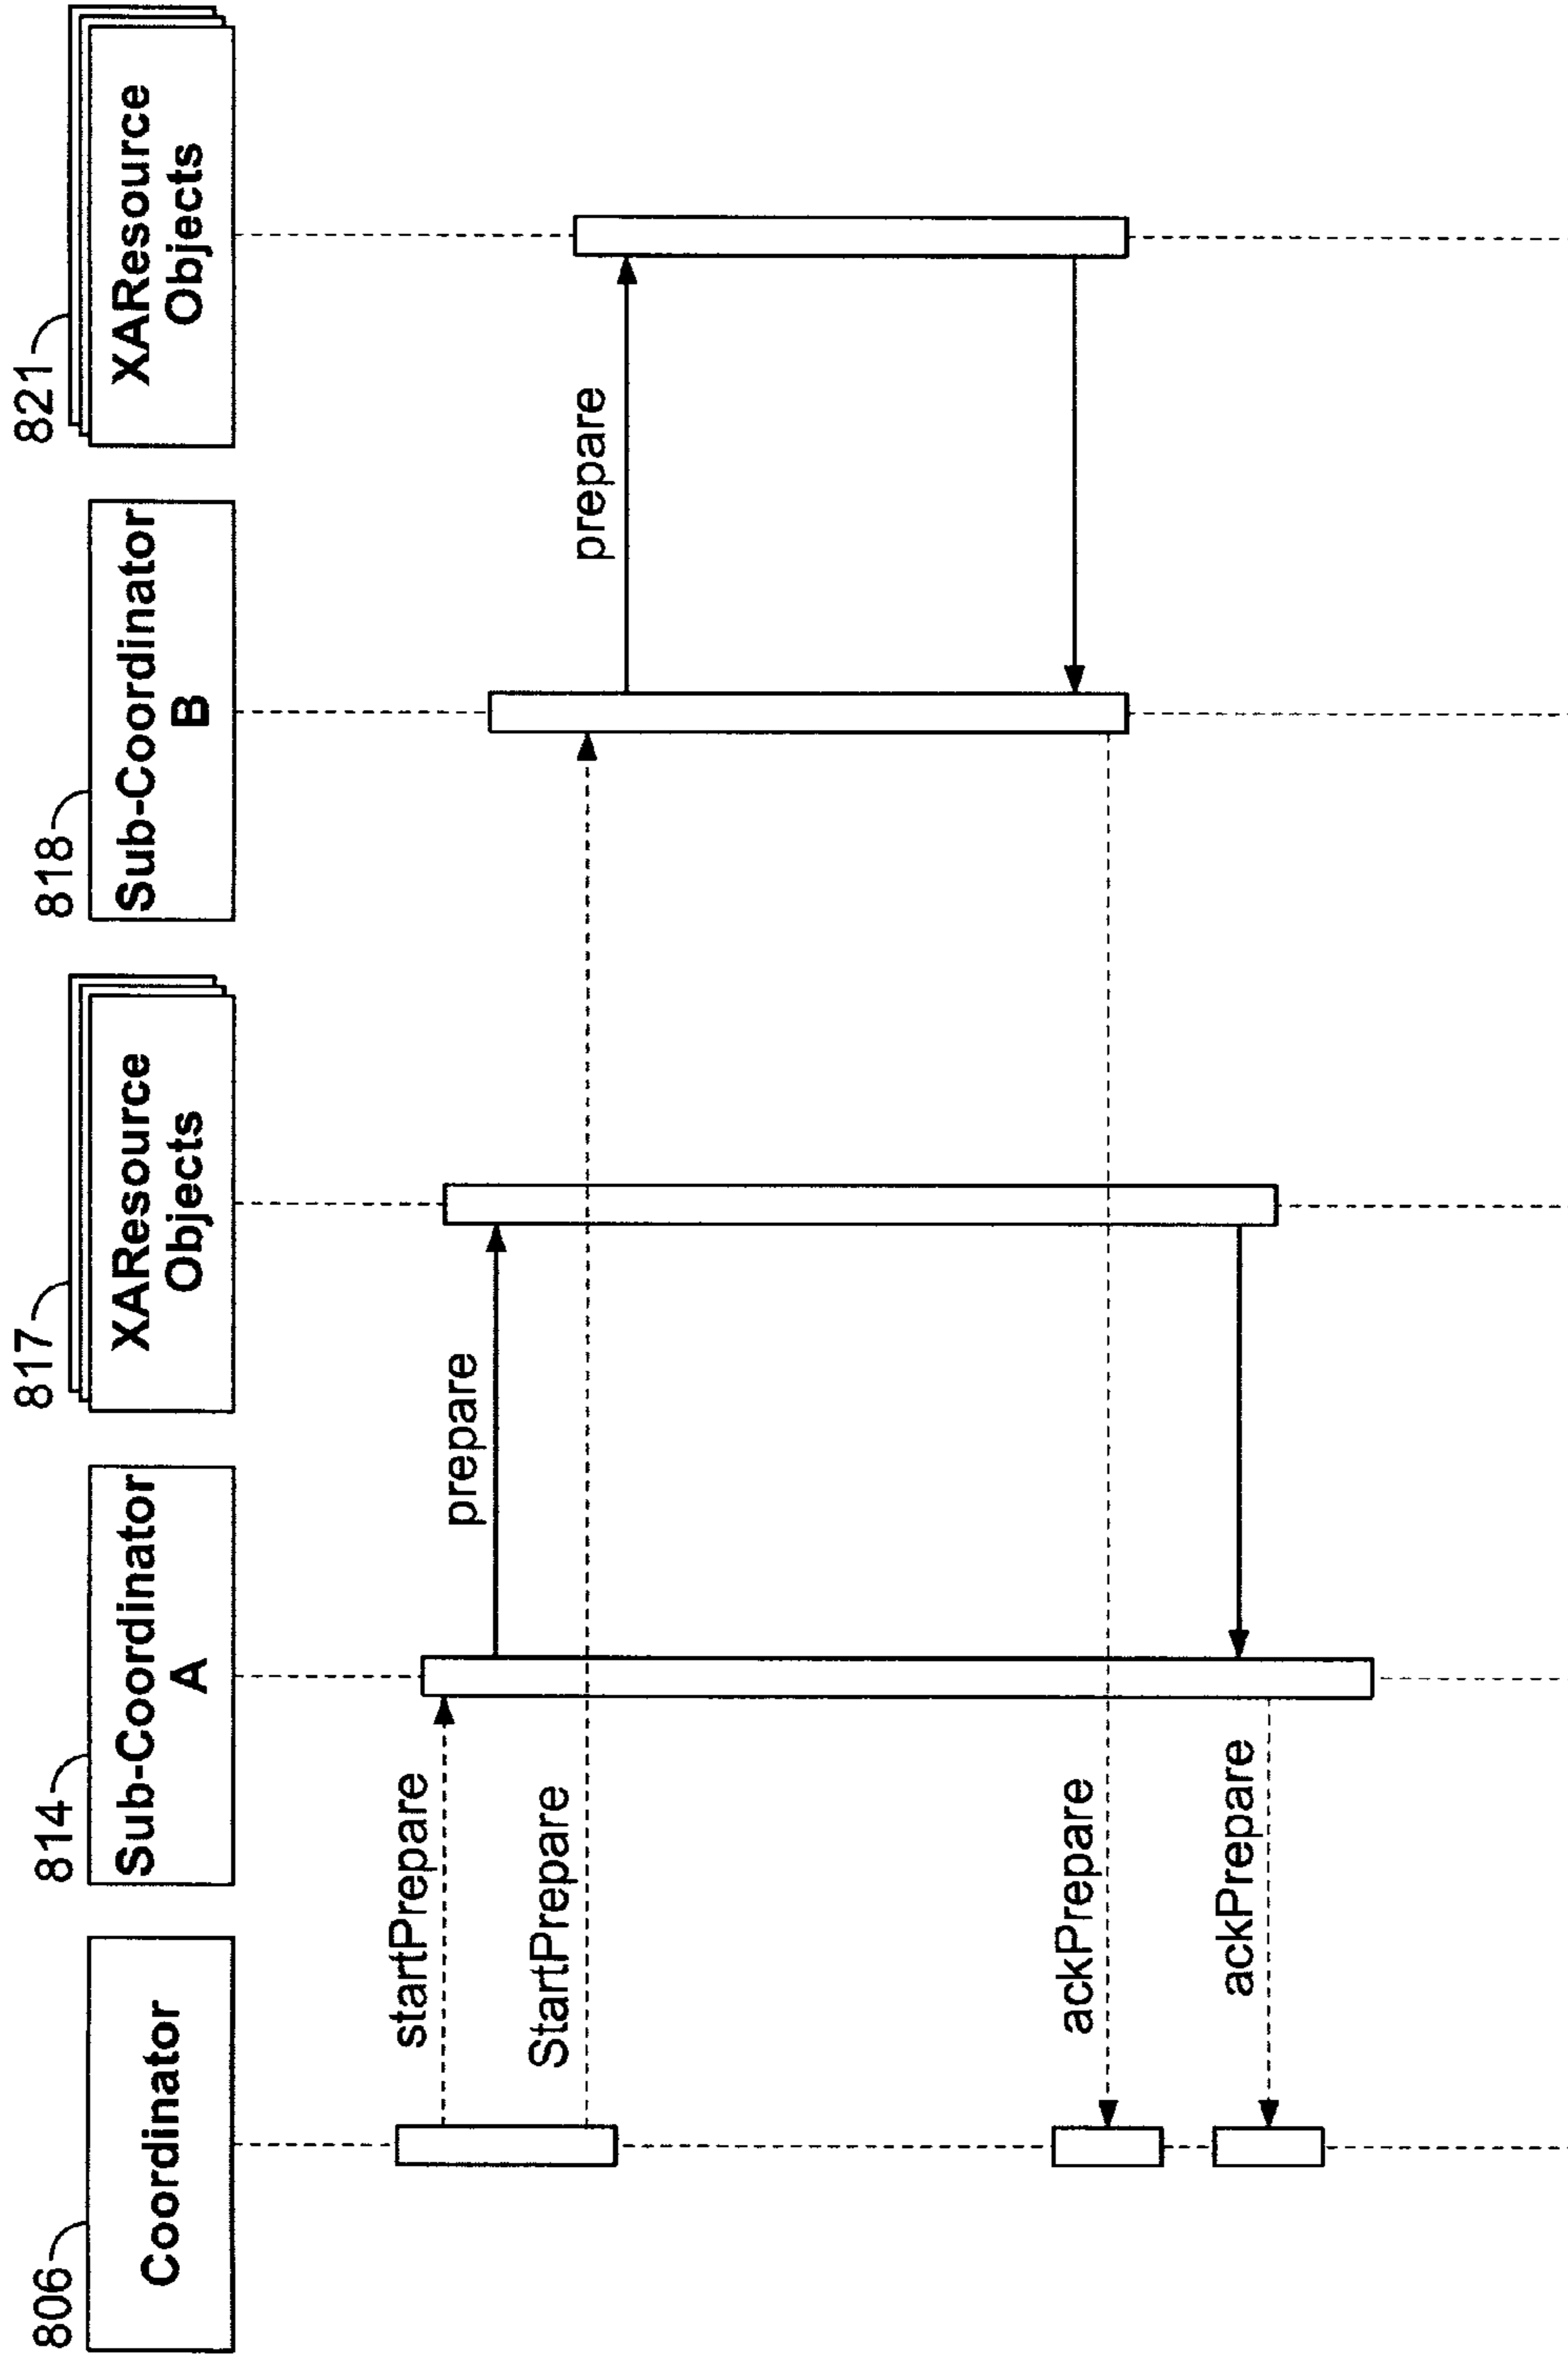 806
Coordinator
814
Sub-Coordinator
A
817
XAResource
Objects
818
Sub-Coordinator
B
821
XAResource
Objects
startPrepare
prepare
StartPrepare
prepare
ackPrepare
ackPrepare